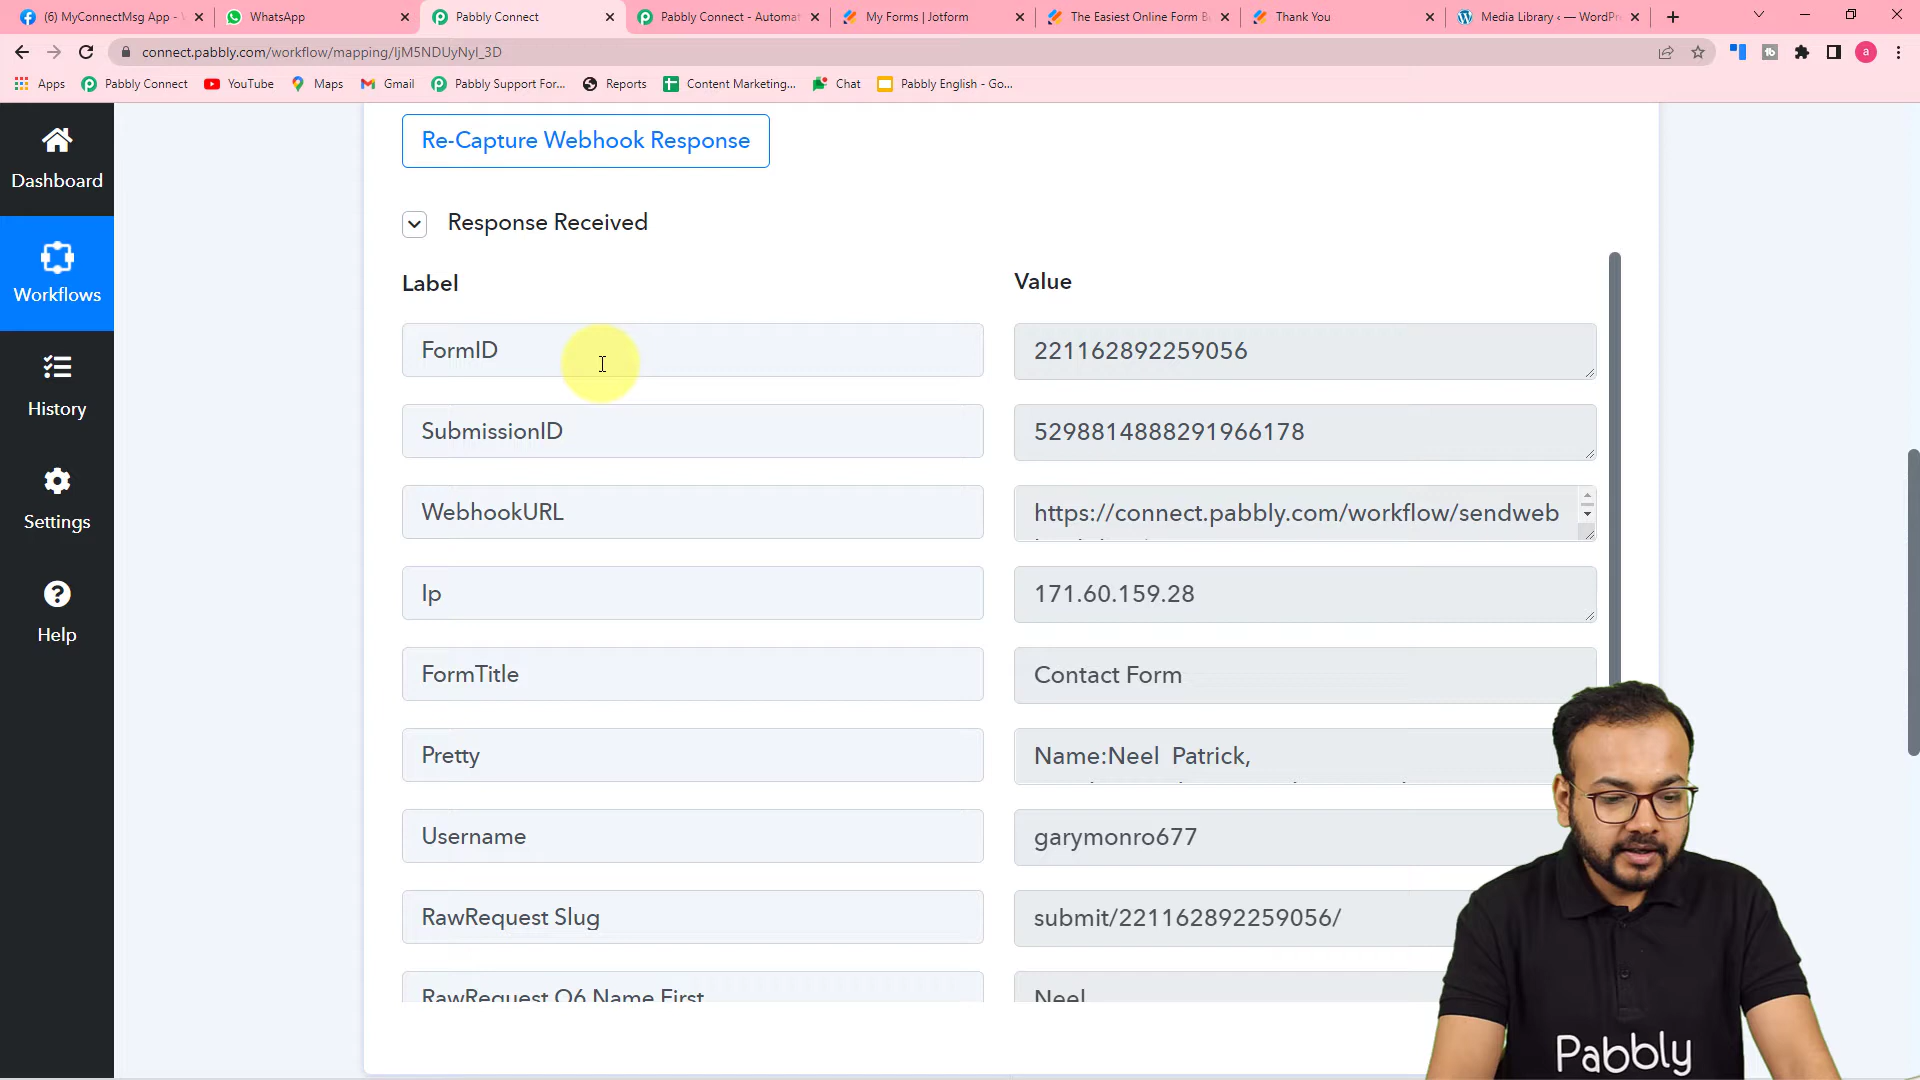 (6) MyConnectMsg App -
WhatsApp
Pabbly Connect
Pabbly Connect - Automat
My Forms | Jotform
The Easiest Online Form B
Thank You
Media Library ‹ — WordPre
connect.pabbly.com/workflow/mapping/IjM5NDUyNyI_3D
a
Apps
Pabbly Connect
YouTube
Maps
Gmail
Pabbly Support For...
Reports
Content Marketing...
Chat
Pabbly English - Go...
Dashboard
Workflows
History
Settings
Help
Re-Capture Webhook Response
Response Received
Label
Value
FormID
221162892259056
SubmissionID
5298814888291966178
WebhookURL
https://connect.pabbly.com/workflow/sendweb
Ip
171.60.159.28
FormTitle
Contact Form
Pretty
Name:Neel Patrick,
Username
garymonro677
RawRequest Slug
submit/221162892259056/
RawRequest Q6 Name First
Neel
Pabbly